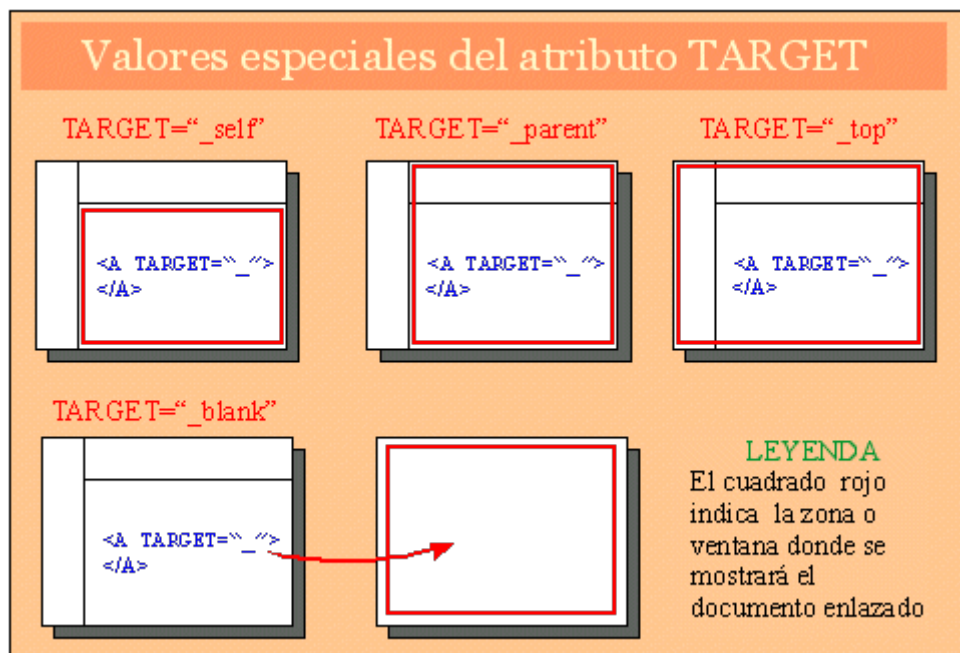 Valores especiales del atributo TARGET
TARGET=“_self”
TARGET=“_parent”
TARGET=“_top”
<A TARGET=“_”>
</A>
<A TARGET=“_”>
</A>
<A TARGET=“_”>
</A>
TARGET=“_blank”
<A TARGET=“_”>
</A>
LEYENDA
El cuadrado rojo
indica la zona o
ventana donde se
mostrará el
documento enlazado